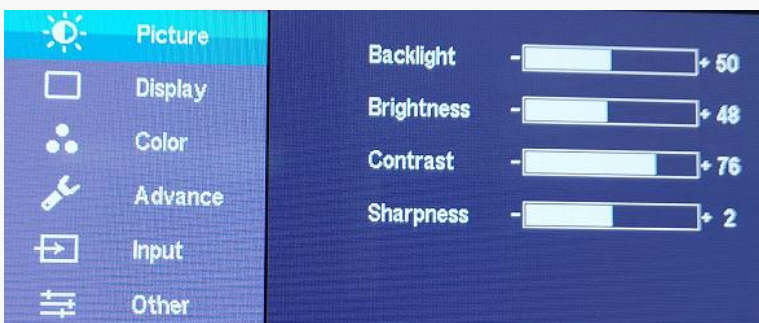 Picture
Display
Color
Advance
Input
Other
Backlight - + 50
Brightness - + 48
Contrast - + 76
Sharpness - + 2